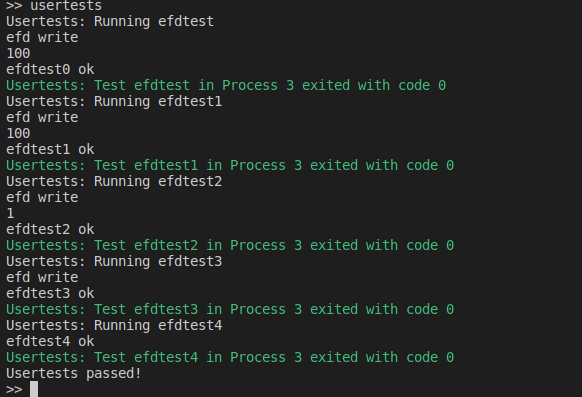 >> usertests
Usertests: Running efdtest
efd write
100
efdtest0 ok
Usertests: Test efdtest in Process 3 exited with code 0
Usertests: Running efdtest1
efd write
100
efdtest1 ok
Usertests: Test efdtest1 in Process 3 exited with code 0
Usertests: Running efdtest2
efd write
1
efdtest2 ok
Usertests: Test efdtest2 in Process 3 exited with code 0
Usertests: Running efdtest3
efd write
efdtest3 ok
Usertests: Test efdtest3 in Process 3 exited with code 0
Usertests: Running efdtest4
efdtest4 ok
Usertests: Test efdtest4 in Process 3 exited with code 0
Usertests passed!
>>